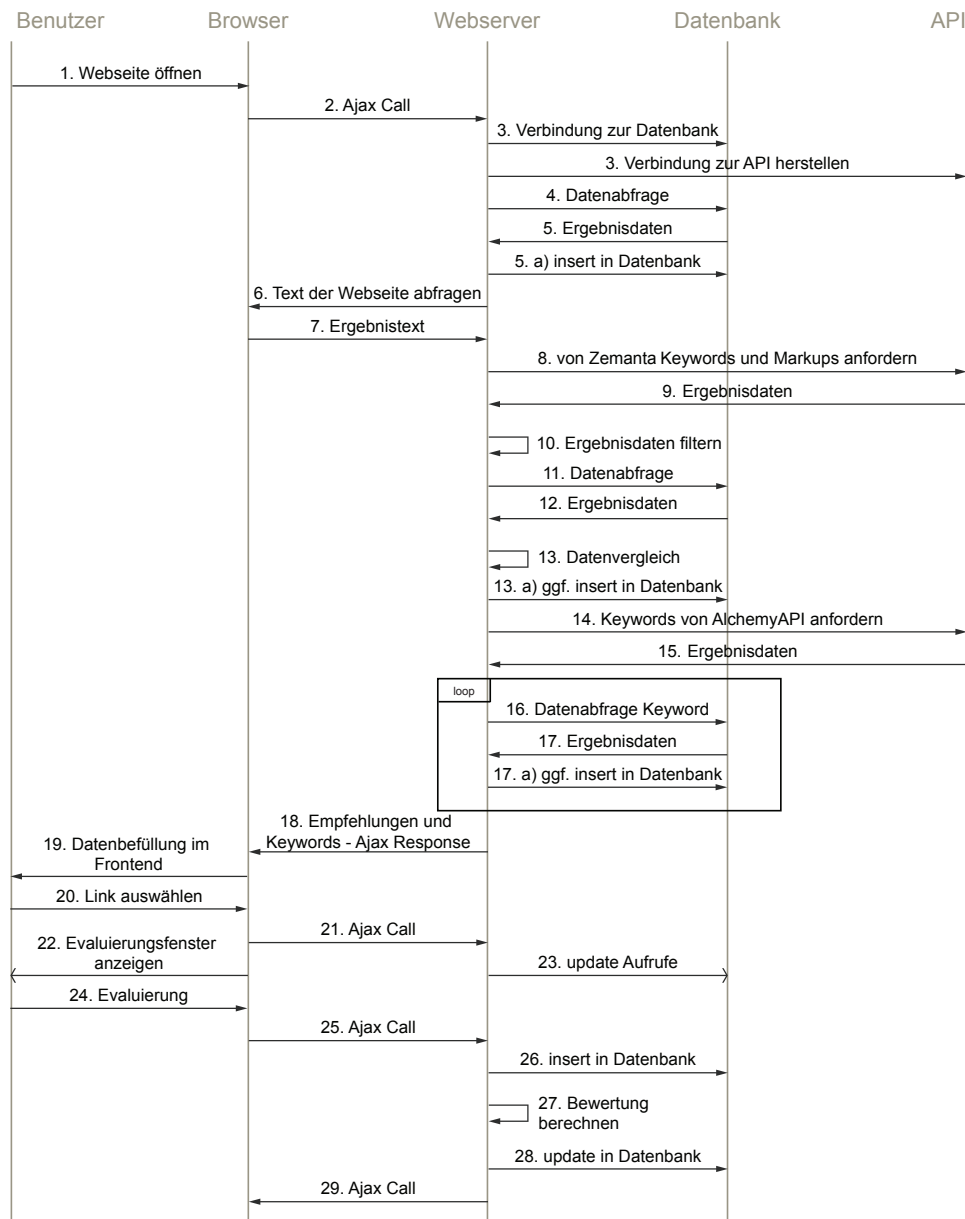 Benutzer Browser Webserver Datenbank API
1. Webseite öffnen
2. Ajax Call
3. Verbindung zur Datenbank
3. Verbindung zur API herstellen
4. Datenabfrage
5. Ergebnisdaten
5. a) insert in Datenbank
6. Text der Webseite abfragen
7. Ergebnistext
8. von Zemanta Keywords und Markups anfordern
9. Ergebnisdaten
10. Ergebnisdaten filtern
11. Datenabfrage
12. Ergebnisdaten
13. Datenvergleich
13. a) ggf. insert in Datenbank
14. Keywords von AlchemyAPI anfordern
15. Ergebnisdaten
loop
16. Datenabfrage Keyword
17. Ergebnisdaten
17. a) ggf. insert in Datenbank
18. Empfehlungen und
Keywords - Ajax Response
19. Datenbefüllung im
Frontend
20. Link auswählen
21. Ajax Call
22. Evaluierungsfenster
anzeigen
23. update Aufrufe
24. Evaluierung
25. Ajax Call
26. insert in Datenbank
27. Bewertung
berechnen
28. update in Datenbank
29. Ajax Call